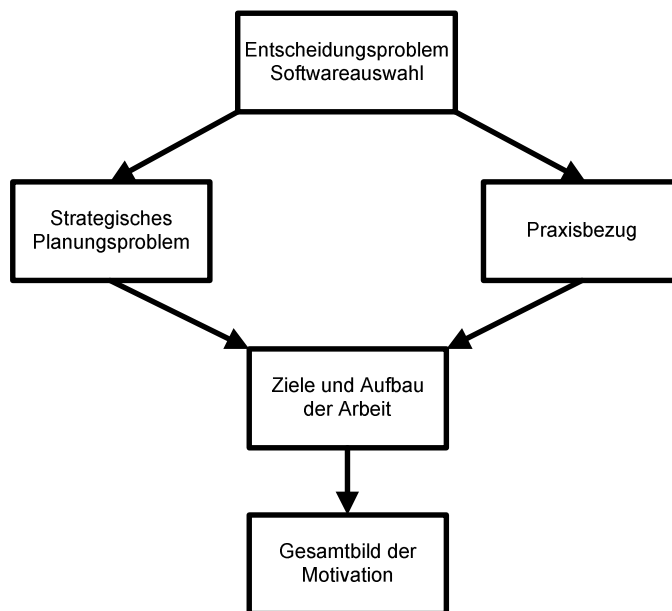 Entscheidungsproblem
Softwareauswahl
Strategisches
Planungsproblem
Praxisbezug
Ziele und Aufbau
der Arbeit
Gesamtbild der
Motivation